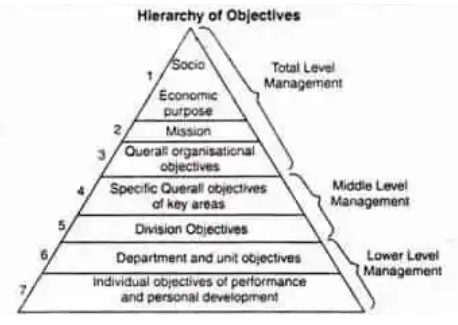 Hierarchy of Objectives
1
Socio
Economic
purpose
2
Mission
3
Querall organisational
objectives
4
Specific Querall objectives
of key areas
5
Division Objectives
6
Department and unit objectives
7
Individual objectives of performance
and personal development
Total Level
Management
Middle Level
Management
Lower Level
Management